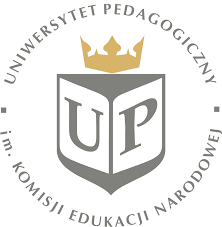 UNIWERSYTET PEDAGOGICZNY
UP
im. KOMISJI EDUKACJI NARODOWEJ